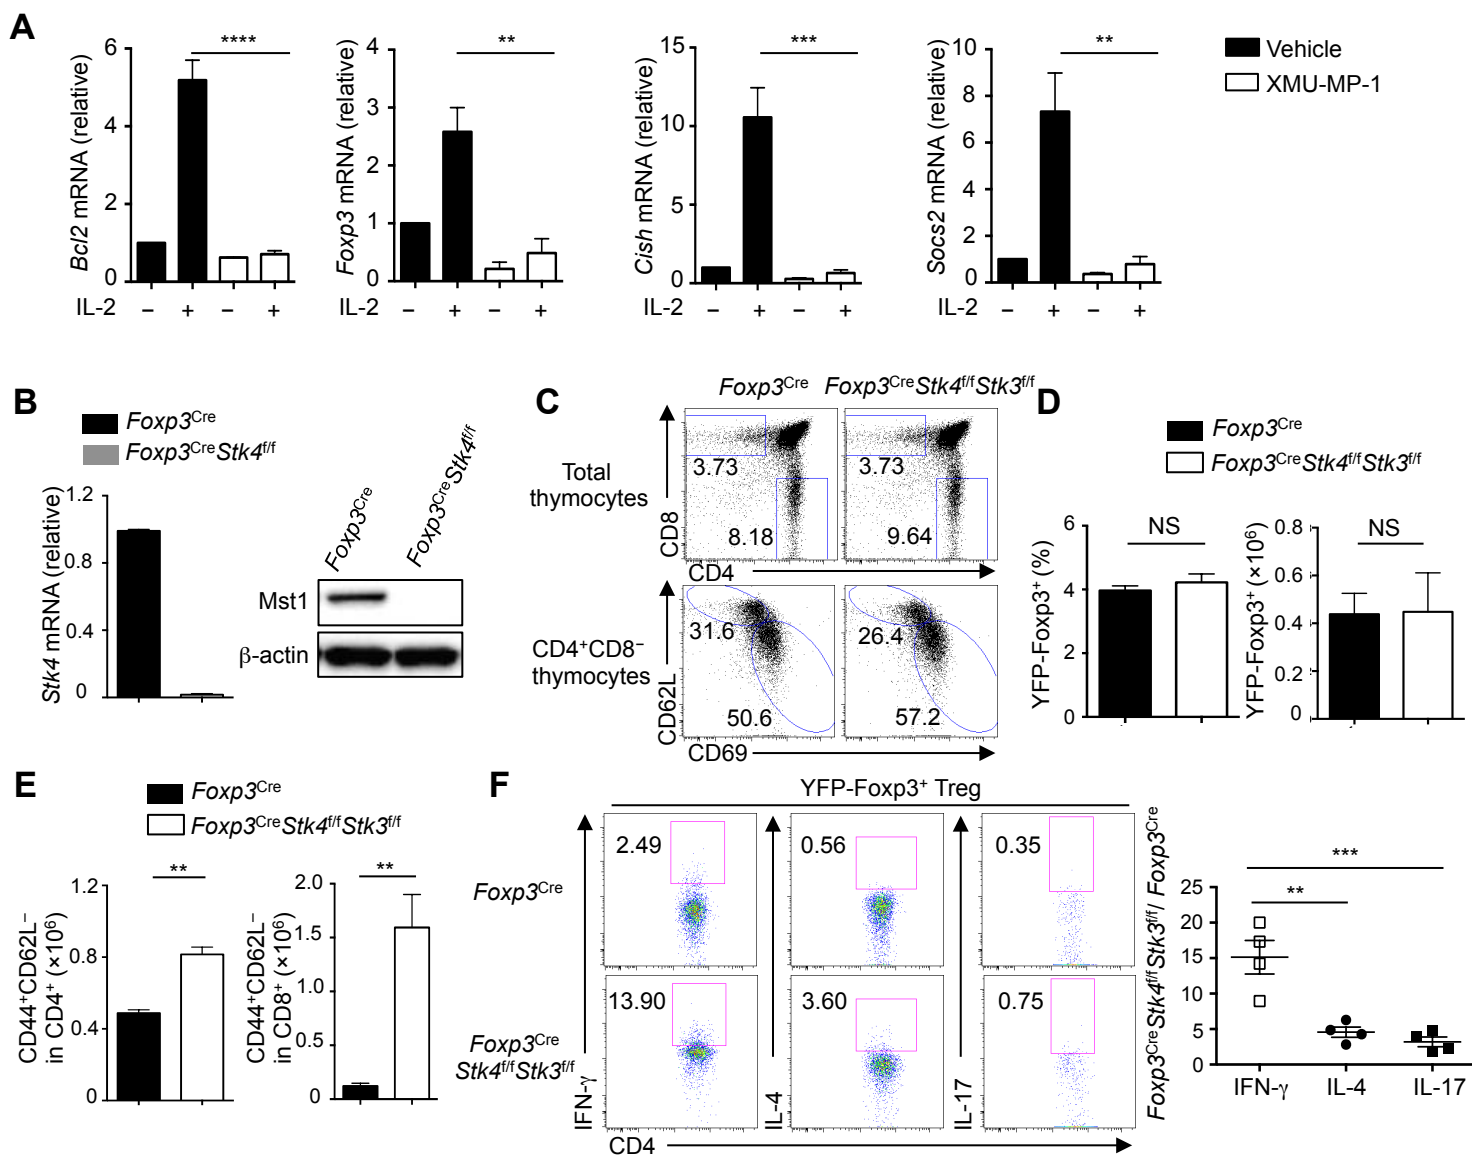 A
Bcl2 mRNA (relative)
6
4
2
0
IL-2 − + − +
****
Foxp3 mRNA (relative)
4
3
2
1
0
IL-2 − + − +
**
Cish mRNA (relative)
15
10
5
0
IL-2 − + − +
***
Socs2 mRNA (relative)
10
8
6
4
2
0
IL-2 − + − +
**
Vehicle
XMU-MP-1
B
Foxp3Cre
Foxp3CreStk4f/f
Stk4 mRNA (relative)
1.2
0.8
0.4
0
Foxp3Cre
Foxp3CreStk4f/f
Mst1
β-actin
C
Foxp3Cre
Foxp3CreStk4f/fStk3f/f
Total
thymocytes
CD8
3.73
8.18
3.73
9.64
CD4
CD4+CD8−
thymocytes
CD62L
31.6
50.6
26.4
57.2
CD69
D
Foxp3Cre
Foxp3CreStk4f/fStk3f/f
YFP-Foxp3+ (%)
6
4
2
0
NS
YFP-Foxp3+ (×10⁶)
0.8
0.6
0.4
0.2
0
NS
E
Foxp3Cre
Foxp3CreStk4f/fStk3f/f
CD44+CD62L−
in CD4+ (×10⁶)
1.2
0.8
0.4
0
**
CD44+CD62L−
in CD8+ (×10⁶)
2.0
1.5
1.0
0.5
0
**
F
YFP-Foxp3+ Treg
Foxp3Cre
2.49
0.56
0.35
Foxp3Cre
Stk4f/fStk3f/f
13.90
3.60
0.75
IFN-γ
IL-4
IL-17
CD4
Foxp3CreStk4f/fStk3f/f/ Foxp3Cre
25
20
15
10
5
0
***
**
IFN-γ
IL-4
IL-17